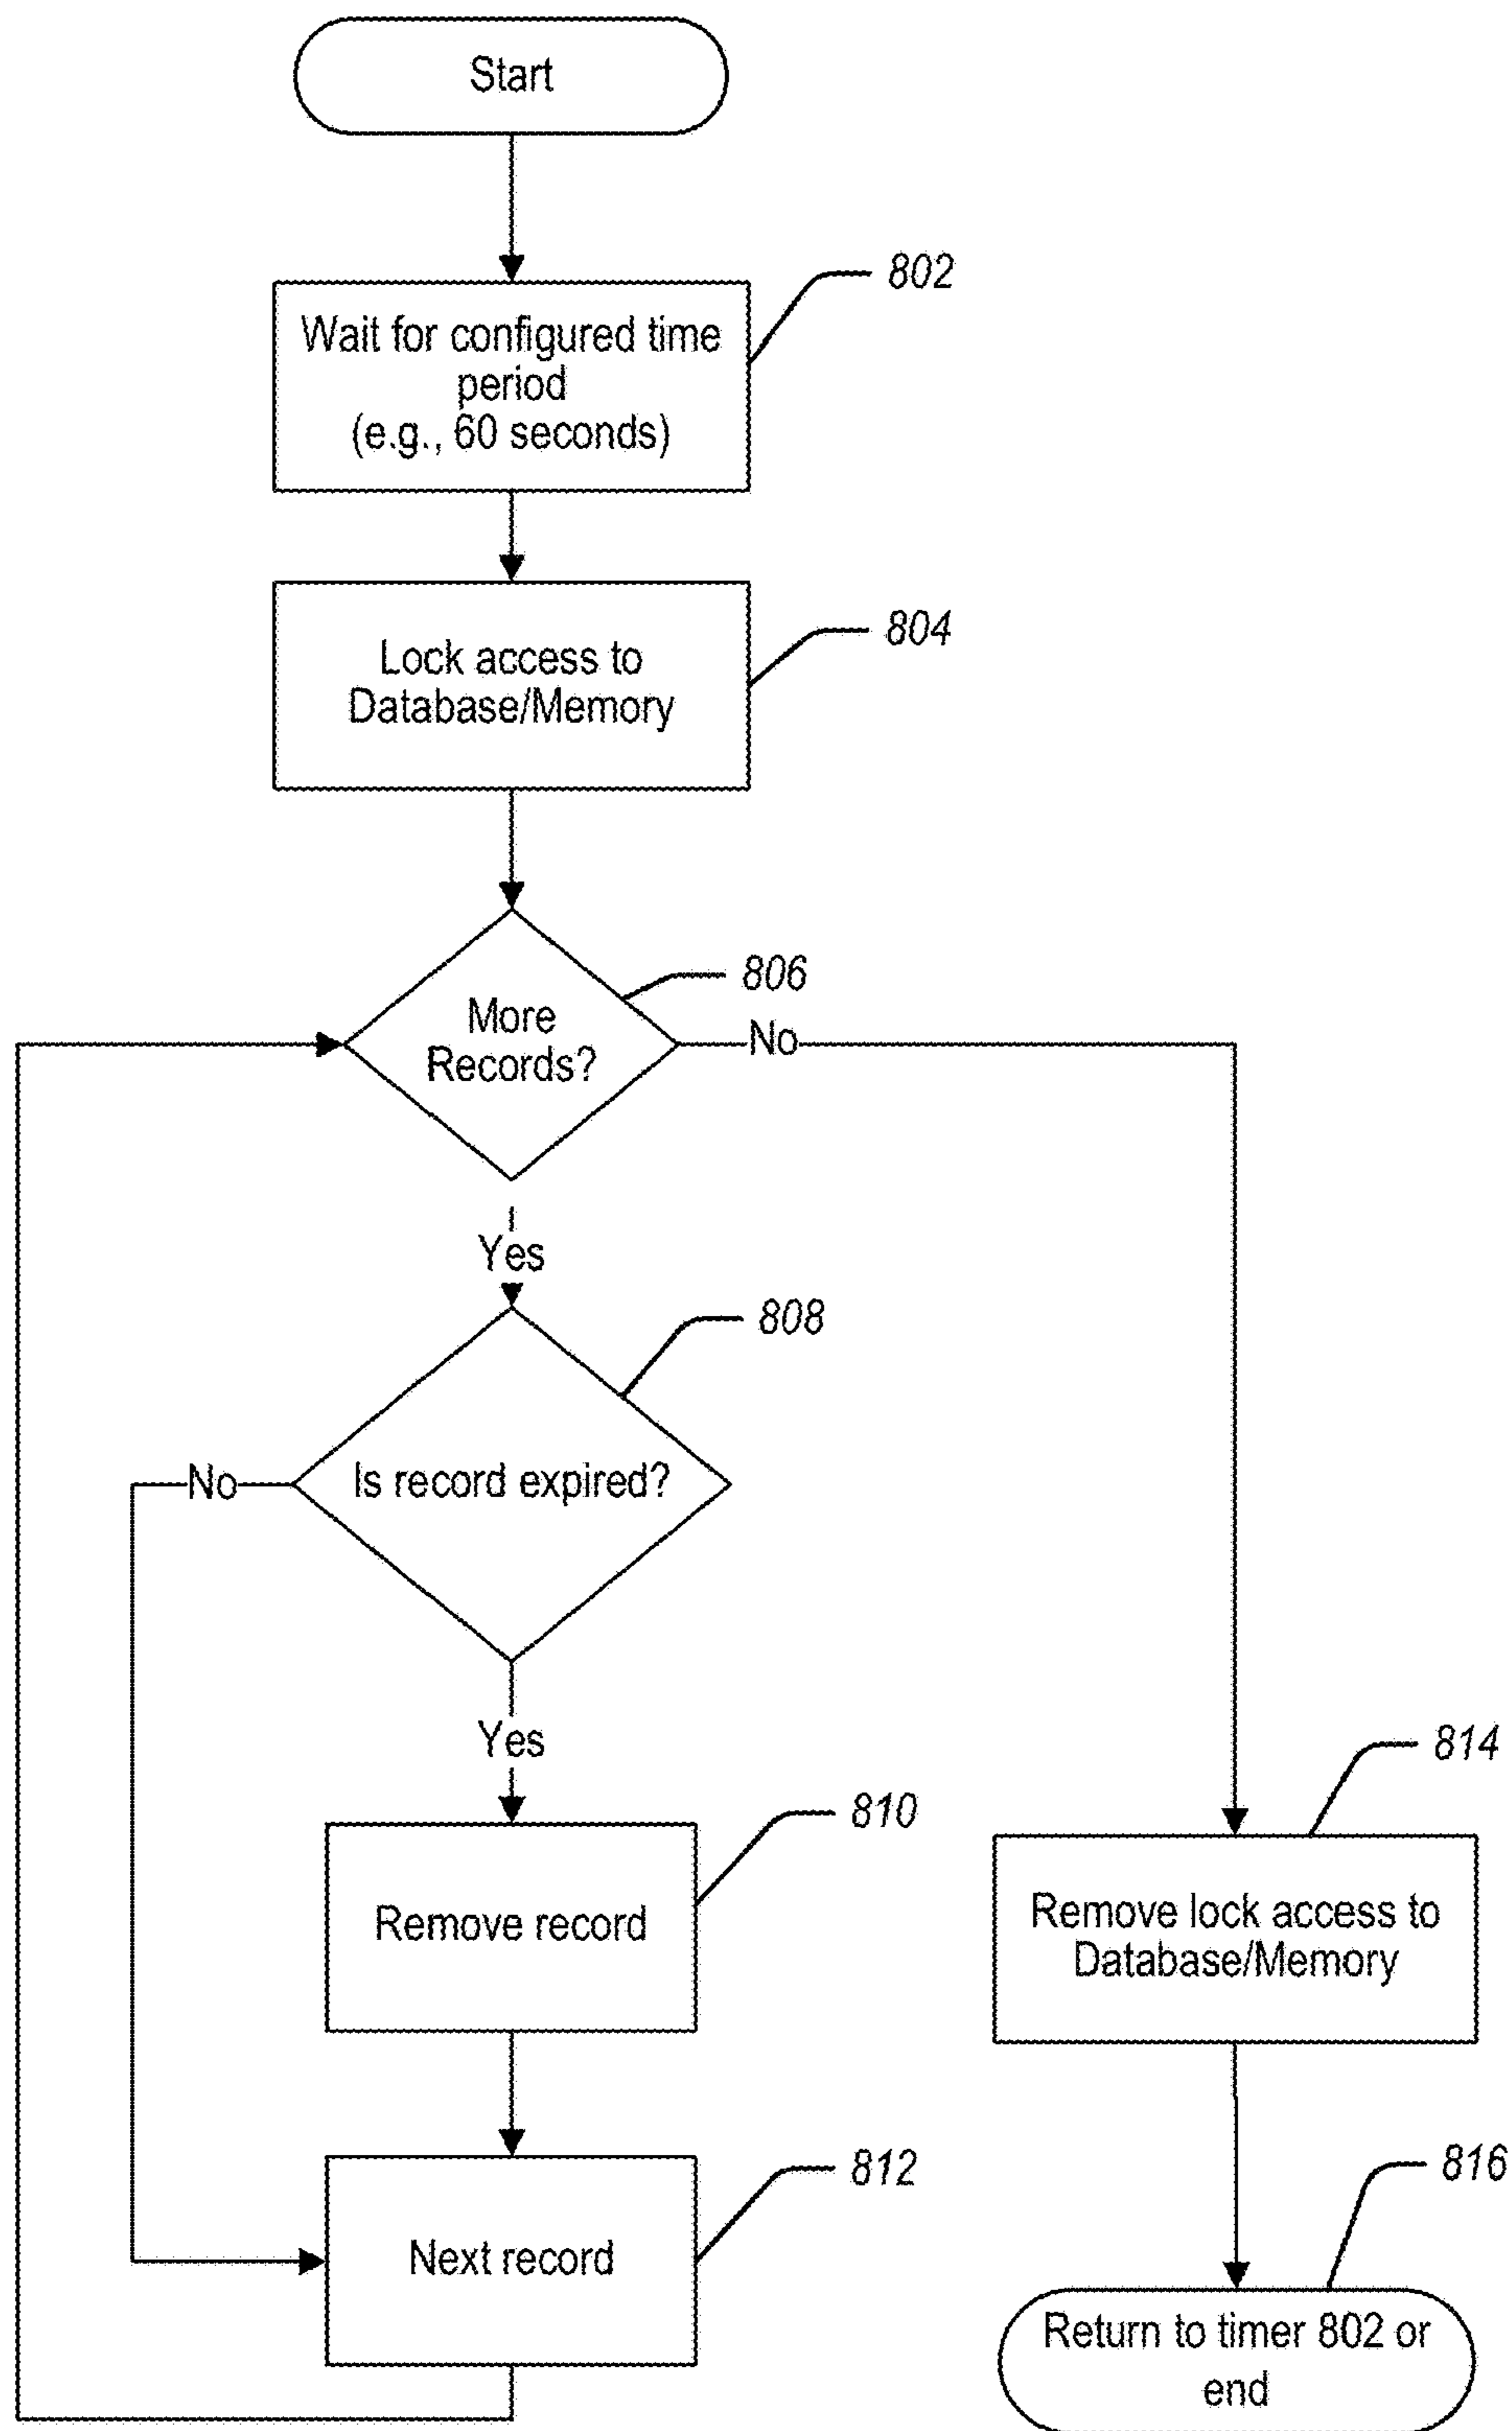 Start
802
Wait for configured time
period
(e.g., 60 seconds)
804
Lock access to
Database/Memory
806
More
Records?
No
Yes
808
Is record expired?
No
Yes
810
Remove record
814
Remove lock access to
Database/Memory
812
Next record
816
Return to timer 802 or
end